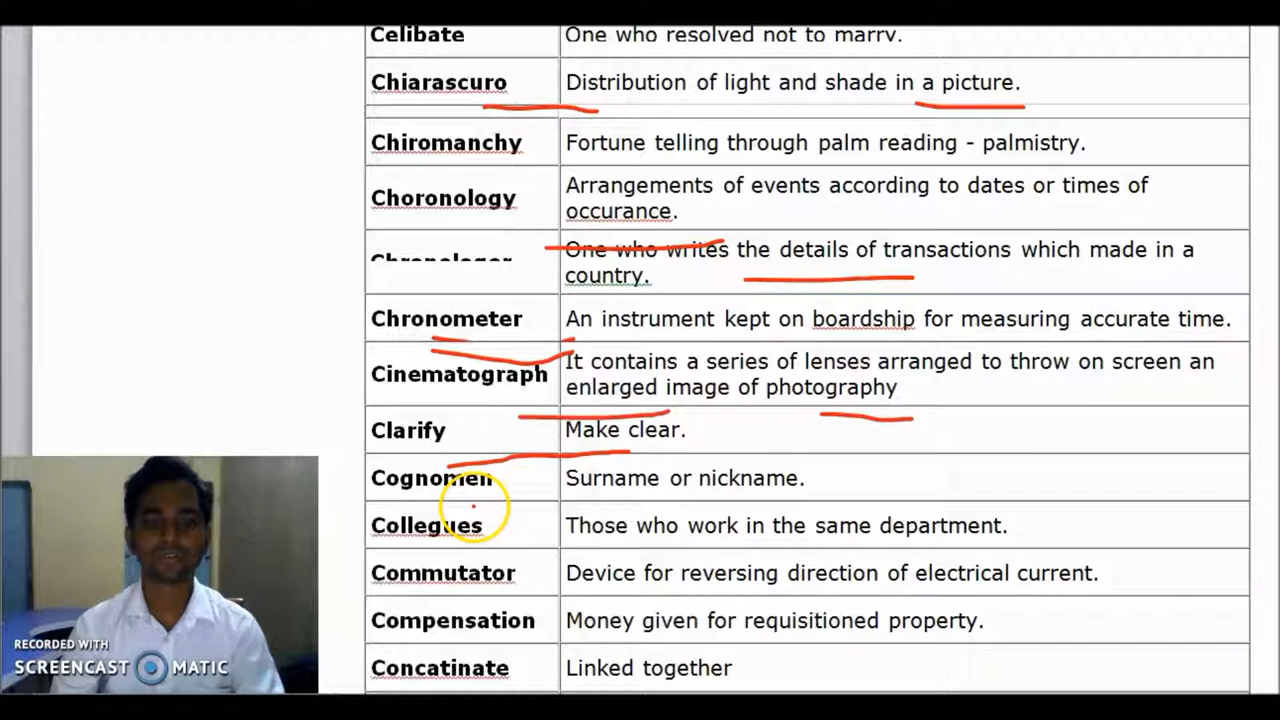 Celibate One who resolved not to marry.
Chiarascuro Distribution of light and shade in a picture.
Chiromanchy Fortune telling through palm reading - palmistry.
Choronology Arrangements of events according to dates or times of
occurance.
One who writes the details of transactions which made in a
country.
Chronometer An instrument kept on boardship for measuring accurate time.
Cinematograph It contains a series of lenses arranged to throw on screen an
enlarged image of photography
Clarify Make clear.
Cognomen Surname or nickname.
Collegues Those who work in the same department.
Commutator Device for reversing direction of electrical current.
Compensation Money given for requisitioned property.
Concatinate Linked together
RECORDED WITH
SCREENCAST MATIC